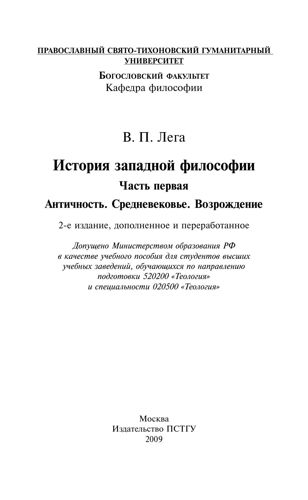 ПРАВОСЛАВНЫЙ СВЯТО-ТИХОНОВСКИЙ ГУМАНИТАРНЫЙ
УНИВЕРСИТЕТ
БОГОСЛОВСКИЙ ФАКУЛЬТЕТ
Кафедра философии
В. П. Лега
История западной философии
Часть первая
Античность. Средневековье. Возрождение
2-е издание, дополненное и переработанное
Допущено Министерством образования РФ
в качестве учебного пособия для студентов высших
учебных заведений, обучающихся по направлению
подготовки 520200 «Теология»
и специальности 020500 «Теология»
Москва
Издательство ПСТГУ
2009